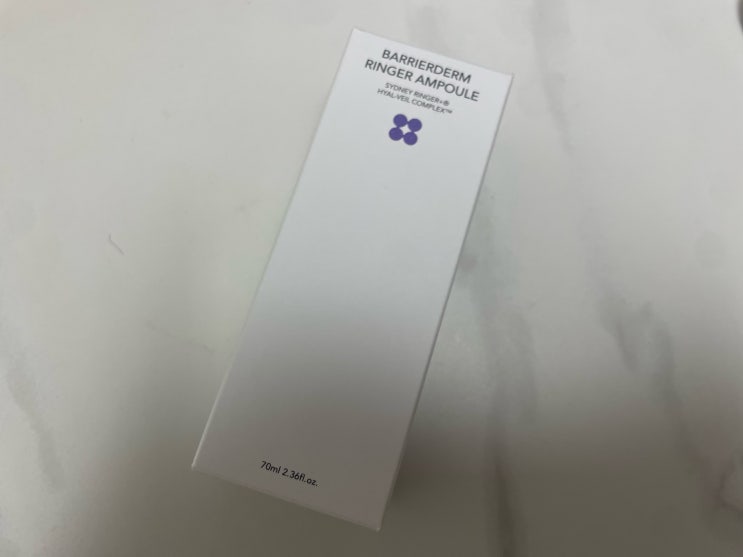 BARRIERDERM
RINGER AMPOULE
SYDNEY RINGER+®
HYAL-VEIL COMPLEX™
70ml 2.36fl.oz.